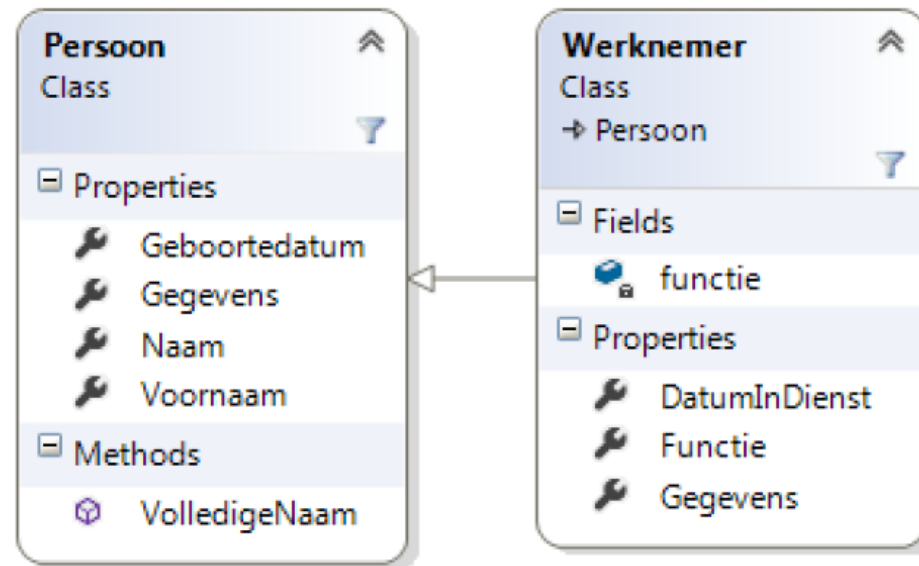 Persoon
Class
Properties
Geboortedatum
Gegevens
Naam
Voornaam
Methods
VolledigeNaam
Werknemer
Class
Persoon
Fields
functie
Properties
DatumInDienst
Functie
Gegevens